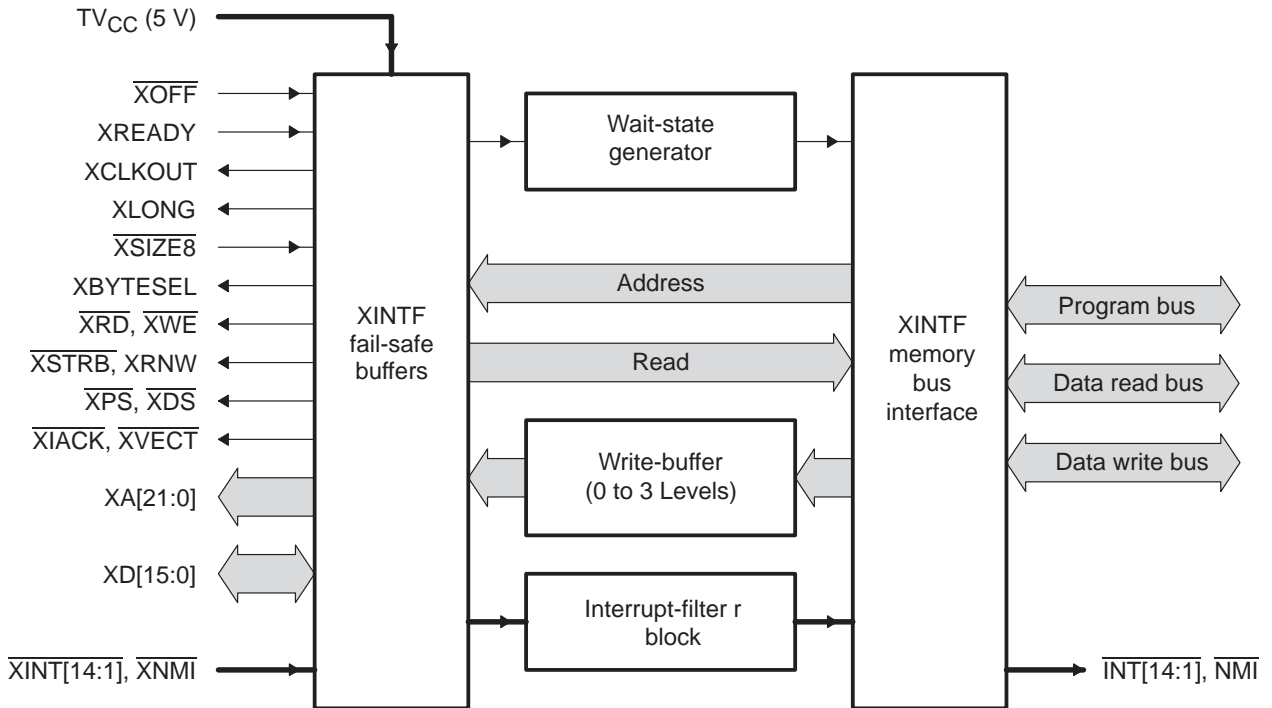 TVCC (5 V)
XOFF
XREADY
XCLKOUT
XLONG
XSIZE8
XBYTESEL
XRD, XWE
XSTRB, XRNW
XPS, XDS
XIACK, XVECT
XA[21:0]
XD[15:0]
XINT[14:1], XNMI
XINTF
fail-safe
buffers
Wait-state
generator
Address
Read
Write-buffer
(0 to 3 Levels)
Interrupt-filter r
block
XINTF
memory
bus
interface
Program bus
Data read bus
Data write bus
INT[14:1], NMI